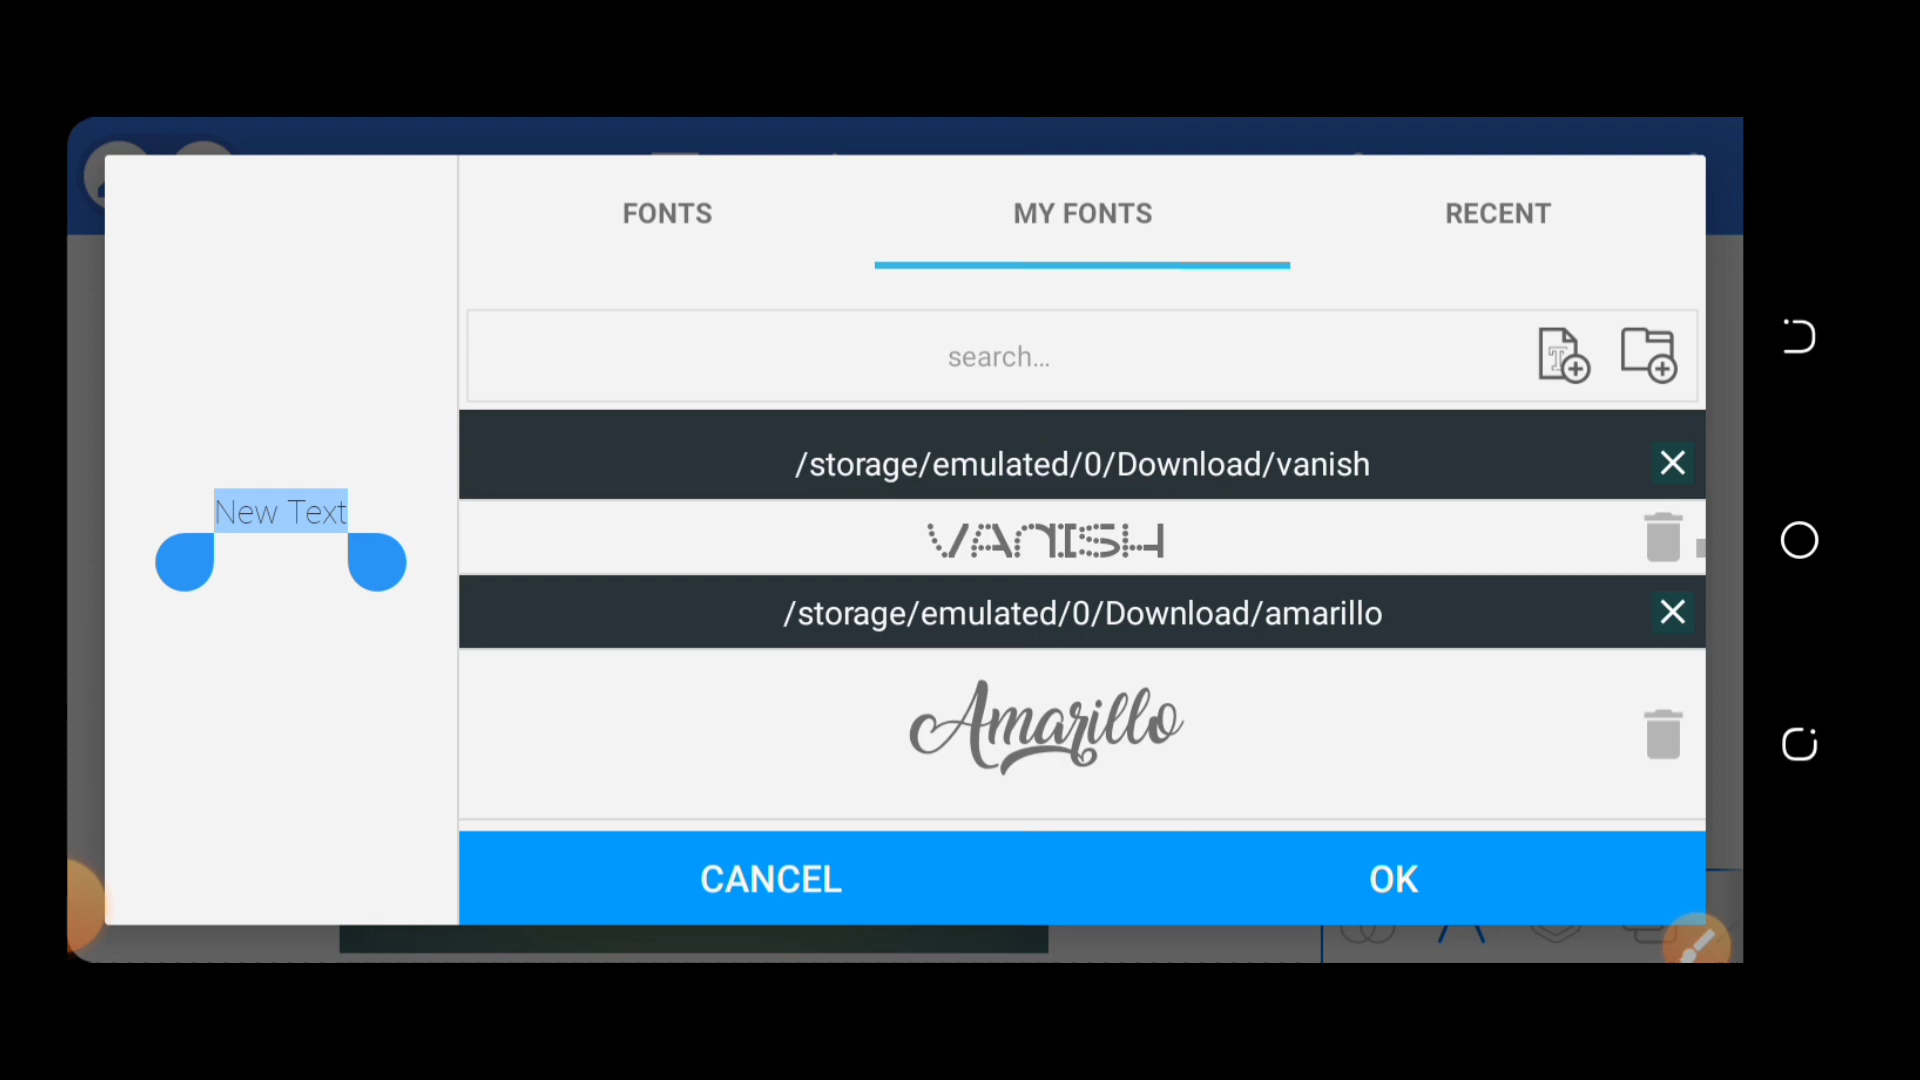 FONTS
MY FONTS
RECENT
search...
/storage/emulated/0/Download/vanish
VANISH
/storage/emulated/0/Download/amarillo
Amarillo
New Text
CANCEL
OK